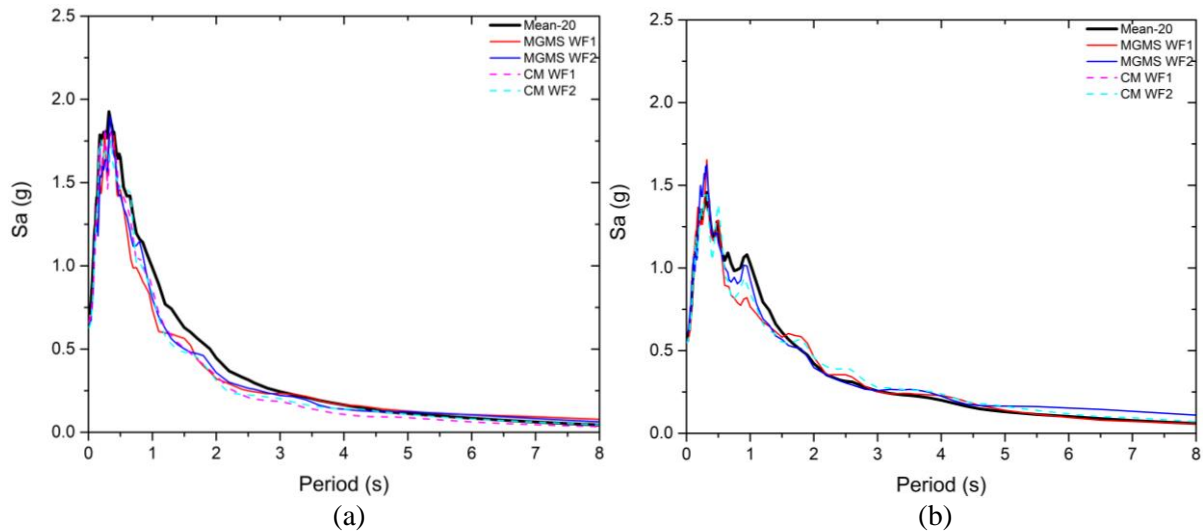 2.5
2.0
1.5
1.0
0.5
0.0
Sa (g)
Mean-20
MGMS WF1
MGMS WF2
CM WF1
CM WF2
0 1 2 3 4 5 6 7 8
Period (s)
(a)
2.5
2.0
1.5
1.0
0.5
0.0
Sa (g)
Mean-20
MGMS WF1
MGMS WF2
CM WF1
CM WF2
0 1 2 3 4 5 6 7 8
Period (s)
(b)